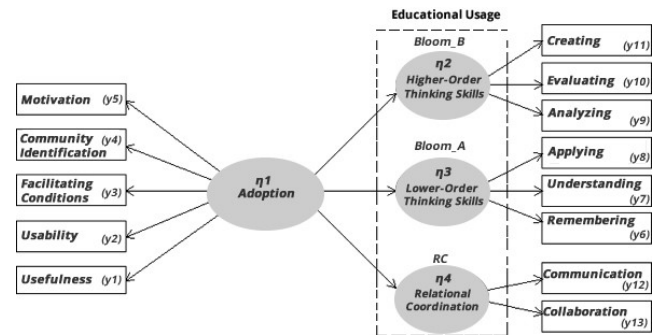 Educational Usage
Motivation (y5)
Community (y4)
Identification
Facilitating (y3)
Conditions
Usability (y2)
Usefulness (y1)
η1
Adoption
Bloom_B
η2
Higher-Order
Thinking Skills
Bloom_A
η3
Lower-Order
Thinking Skills
RC
η4
Relational
Coordination
Creating
(y11)
Evaluating
(y10)
Analyzing
(y9)
Applying
(y8)
Understanding
(y7)
Remembering
(y6)
Communication
(y12)
Collaboration
(y13)